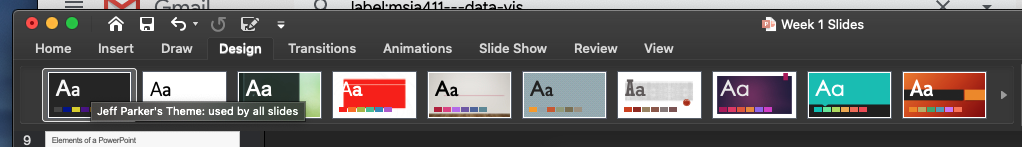 Gmail
label:msia411---data-vis
Week 1 Slides
Home Insert Draw Design Transitions Animations Slide Show Review View
Aa Aa Aa Aa Aa Aa Aa Aa Aa Aa
Jeff Parker's Theme: used by all slides
9 Elements of a PowerPoint